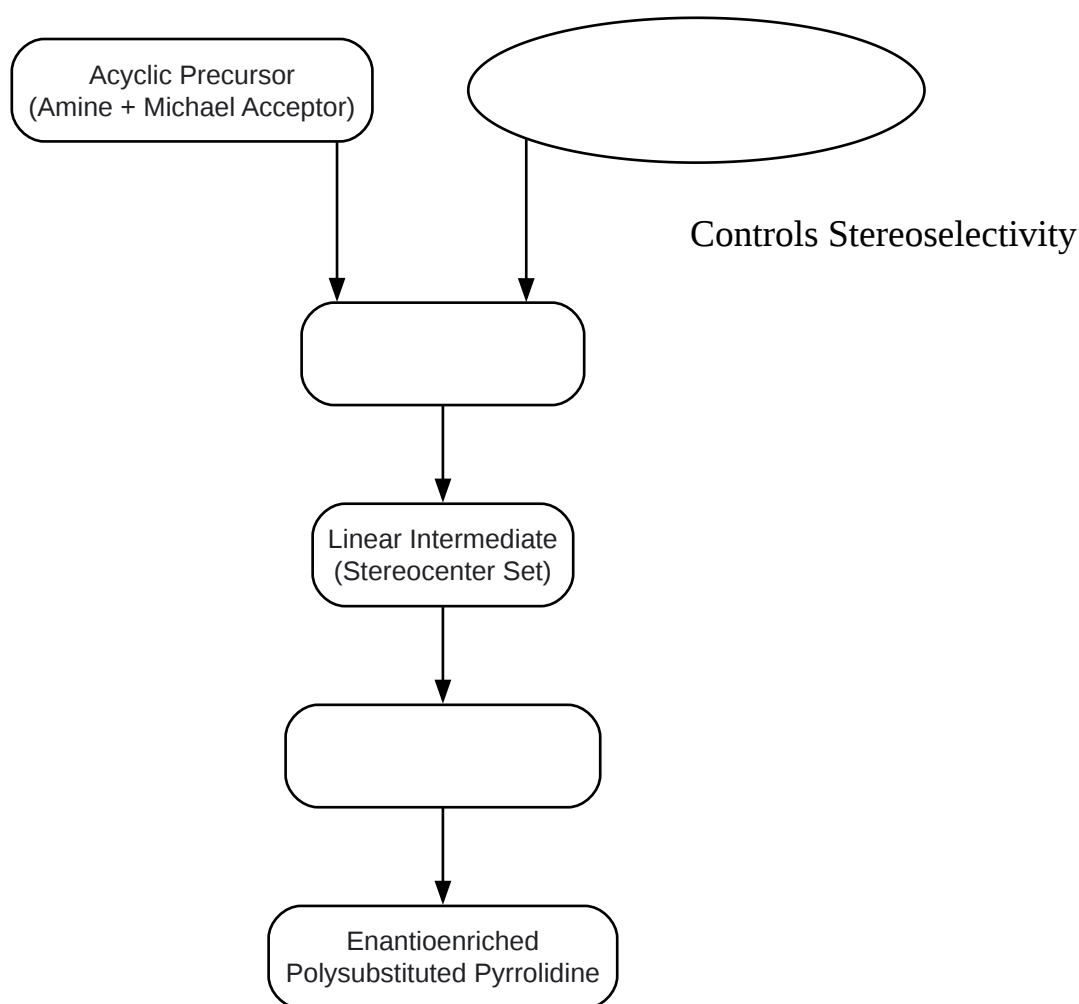 Acyclic Precursor
(Amine + Michael Acceptor)
Controls Stereoselectivity
Linear Intermediate
(Stereocenter Set)
Enantioenriched
Polysubstituted Pyrrolidine